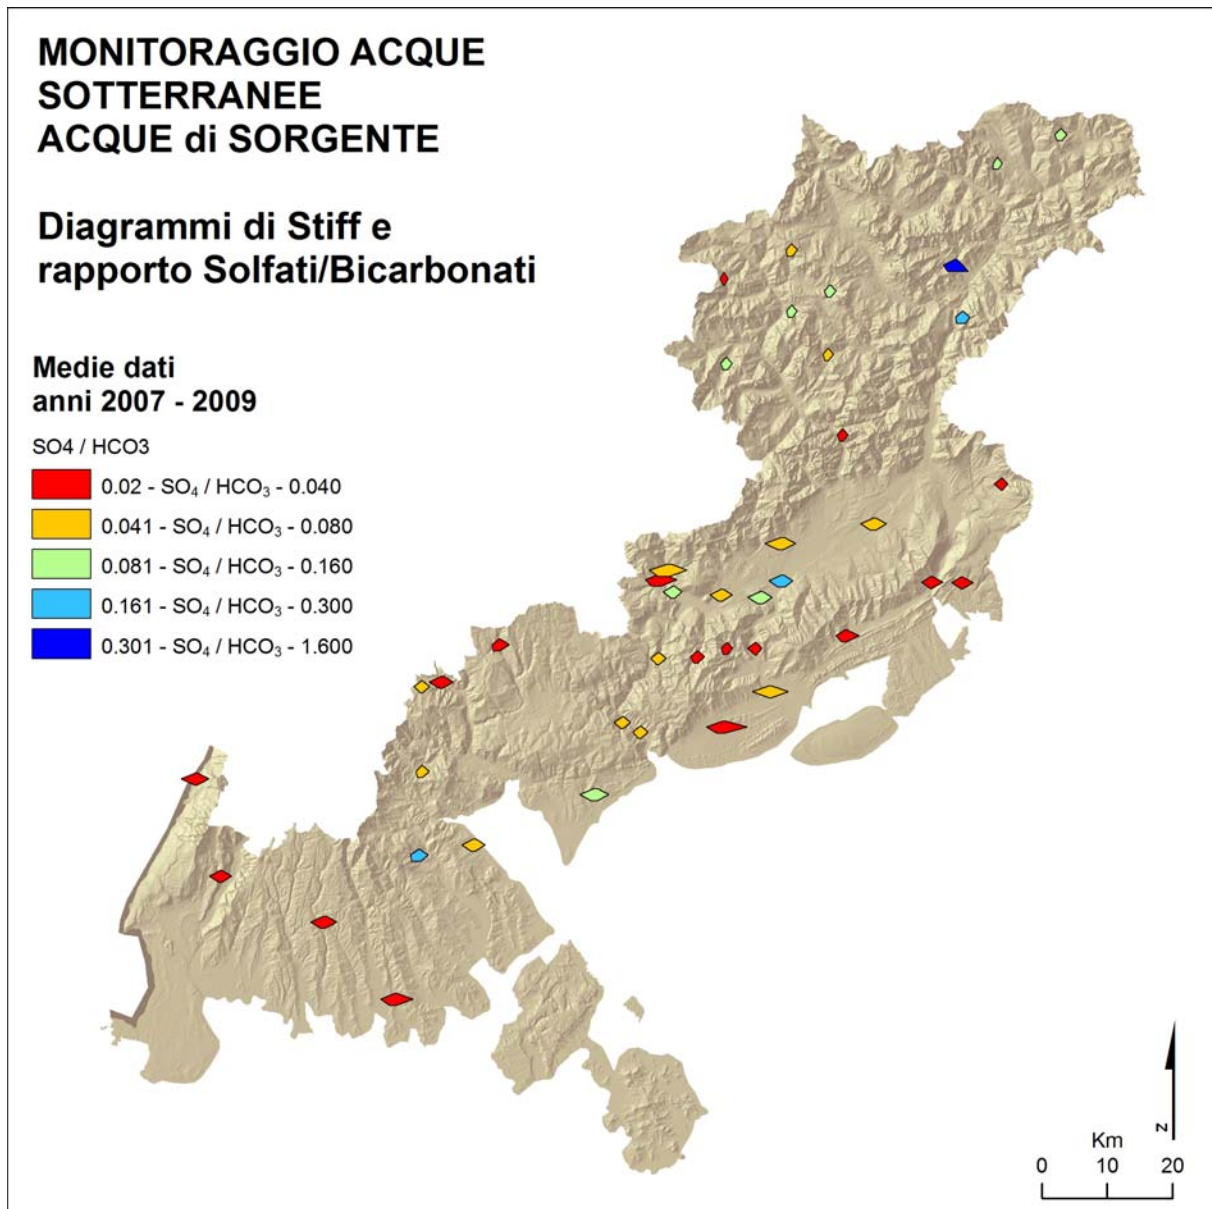 MONITORAGGIO ACQUE
SOTTERRANEE
ACQUE di SORGENTE
Diagrammi di Stiff e
rapporto Solfati/Bicarbonati
Medie dati
anni 2007 - 2009
SO4 / HCO3
0.02 - SO₄ / HCO₃ - 0.040
0.041 - SO₄ / HCO₃ - 0.080
0.081 - SO₄ / HCO₃ - 0.160
0.161 - SO₄ / HCO₃ - 0.300
0.301 - SO₄ / HCO₃ - 1.600
N
Km
0 10 20